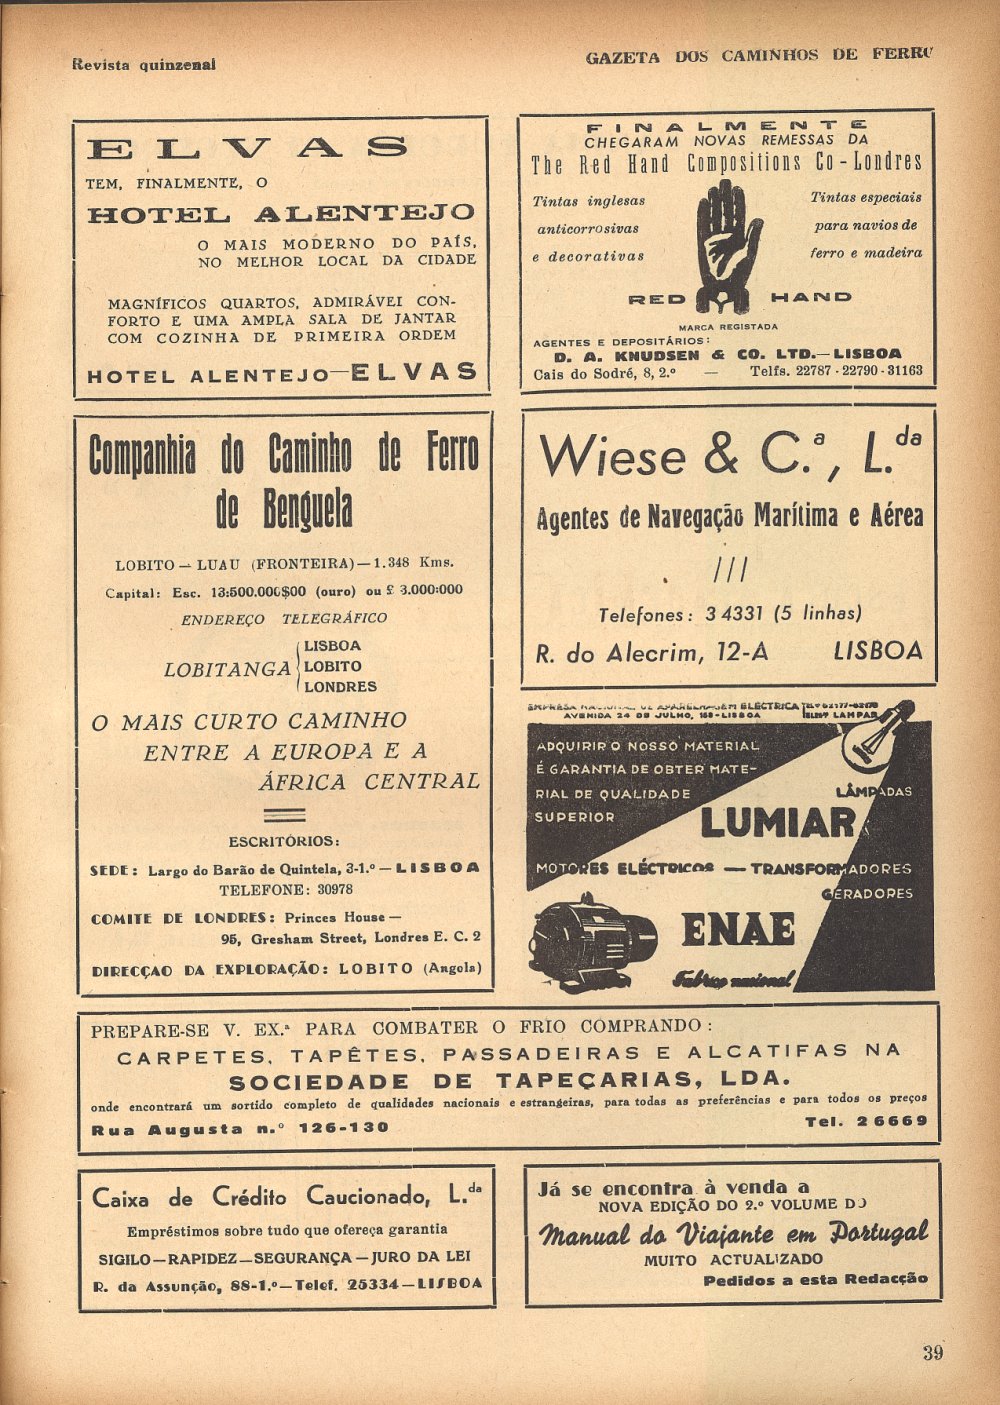 Revista quinzenal
GAZETA DOS CAMINHOS DE FERRO
ELVAS
TEM, FINALMENTE, O
HOTEL ALENTEJO
O MAIS MODERNO DO PAÍS,
NO MELHOR LOCAL DA CIDADE
MAGNÍFICOS QUARTOS, ADMIRÁVEI CON-
FORTO E UMA AMPLA SALA DE JANTAR
COM COZINHA DE PRIMEIRA ORDEM
HOTEL ALENTEJO—ELVAS
FINALMENTE
CHEGARAM NOVAS REMESSAS DA
The Red Hand Compositions Co-Londres
Tintas inglesas
anticorrosivas
e decorativas
Tintas especiais
para navios de
ferro e madeira
RED HAND
MARCA REGISTADA
AGENTES E DEPOSITÁRIOS:
D. A. KNUDSEN & CO. LTD.—LISBOA
Cais do Sodré, 8, 2.º — Telfs. 22787 - 22790 - 31163
Companhia do Caminho de Ferro
de Benguela
LOBITO — LUAU (FRONTEIRA) — 1.348 Kms.
Capital: Esc. 13:500.000$00 (ouro) ou £ 3.000:000
ENDEREÇO TELEGRÁFICO
LOBITANGA
LISBOA
LOBITO
LONDRES
O MAIS CURTO CAMINHO
ENTRE A EUROPA E A
ÁFRICA CENTRAL
ESCRITÓRIOS:
SEDE: Largo do Barão de Quintela, 3-1.º — LISBOA
TELEFONE: 30978
COMITE DE LONDRES: Princes House —
95, Gresham Street, Londres E. C. 2
DIRECÇAO DA EXPLORAÇÃO: LOBITO (Angola)
Wiese & C.ª, L.da
Agentes de Navegação Marítima e Aérea
///
Telefones: 3 4331 (5 linhas)
R. do Alecrim, 12-A LISBOA
EMPRESA NACIONAL DE APARELHAGEM ELÉCTRICA
AVENIDA 24 DE JULHO, 158-LISBOA
ADQUIRIR O NOSSO MATERIAL
É GARANTIA DE OBTER MATE-
RIAL DE QUALIDADE
SUPERIOR
LÂMPADAS
LUMIAR
MOTORES ELÉCTRICOS — TRANSFORMADORES
GERADORES
ENAE
Fabrico nacional
PREPARE-SE V. EX.ª PARA COMBATER O FRIO COMPRANDO:
CARPETES, TAPÊTES, PASSADEIRAS E ALCATIFAS NA
SOCIEDADE DE TAPEÇARIAS, LDA.
onde encontrará um sortido completo de qualidades nacionais e estrangeiras, para todas as preferências e para todos os preços
Rua Augusta n.º 126-130 Tel. 2 6669
Caixa de Crédito Caucionado, L.da
Empréstimos sobre tudo que ofereça garantia
SIGILO—RAPIDEZ—SEGURANÇA—JURO DA LEI
R. da Assunção, 88-1.º—Telef. 25334—LISBOA
Já se encontra à venda a
NOVA EDIÇÃO DO 2.º VOLUME DO
Manual do Viajante em Portugal
MUITO ACTUALIZADO
Pedidos a esta Redacção
39